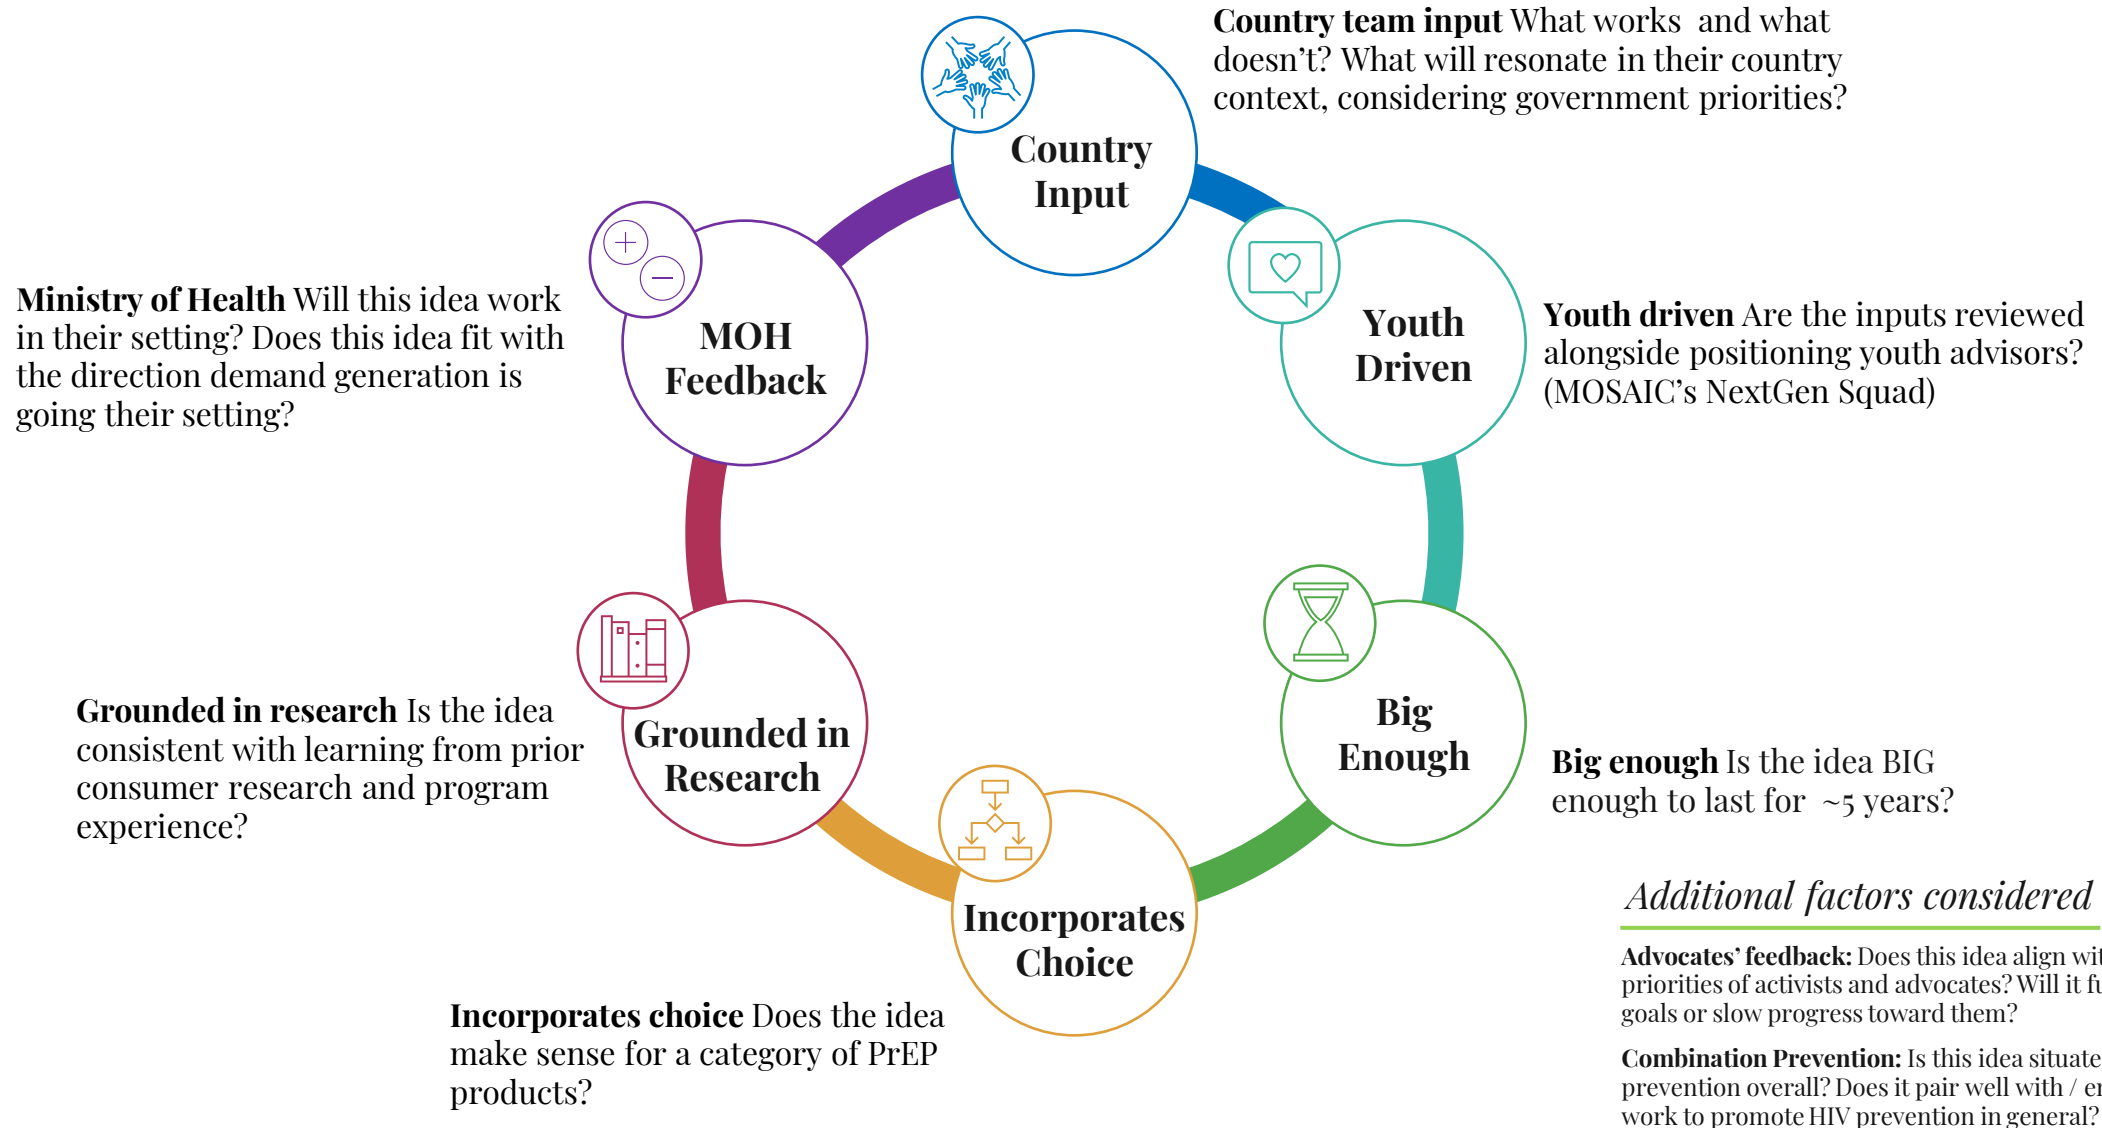 Country team input What works and what
doesn’t? What will resonate in their country
context, considering government priorities?
Country
Input
Ministry of Health Will this idea work
in their setting? Does this idea fit with
the direction demand generation is
going their setting?
MOH
Feedback
Youth
Driven
Youth driven Are the inputs reviewed
alongside positioning youth advisors?
(MOSAIC’s NextGen Squad)
Grounded in research Is the idea
consistent with learning from prior
consumer research and program
experience?
Grounded in
Research
Big
Enough
Big enough Is the idea BIG
enough to last for ~5 years?
Incorporates
Choice
Incorporates choice Does the idea
make sense for a category of PrEP
products?
Additional factors considered
Advocates’ feedback: Does this idea align
priorities of activists and advocates? Will it
goals or slow progress toward them?
Combination Prevention: Is this idea
prevention overall? Does it pair well with /
work to promote HIV prevention in general?